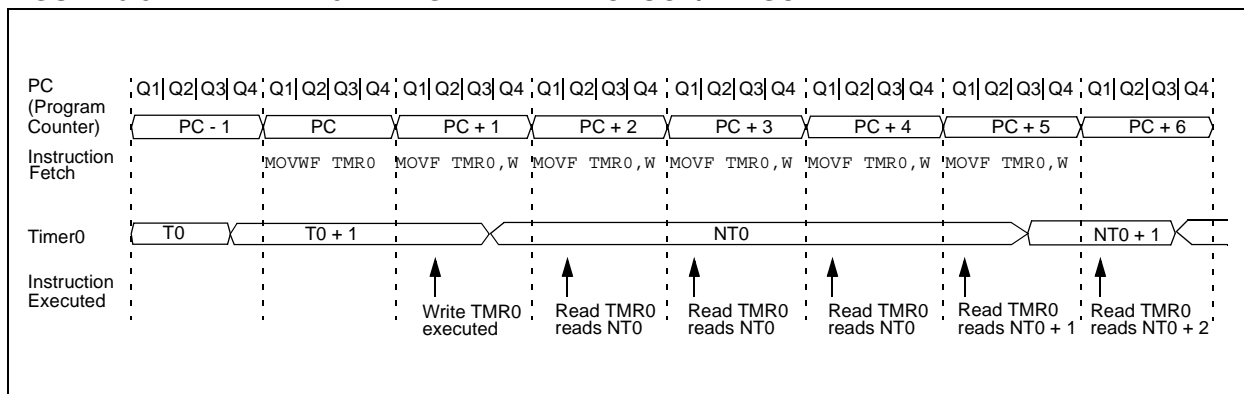 PC Q1 Q2 Q3 Q4 Q1 Q2 Q3 Q4 Q1 Q2 Q3 Q4 Q1 Q2 Q3 Q4 Q1 Q2 Q3 Q4 Q1 Q2 Q3 Q4 Q1 Q2 Q3 Q4 Q1 Q2 Q3 Q4
(Program
Counter) PC - 1 PC PC + 1 PC + 2 PC + 3 PC + 4 PC + 5 PC + 6
Instruction
Fetch MOVWF TMR0 MOVF TMR0,W MOVF TMR0,W MOVF TMR0,W MOVF TMR0,W MOVF TMR0,W
Timer0 T0 T0 + 1 NT0 NT0 + 1
Instruction
Executed
Write TMR0 Read TMR0 Read TMR0 Read TMR0 Read TMR0 Read TMR0
executed reads NT0 reads NT0 reads NT0 reads NT0 + 1 reads NT0 + 2